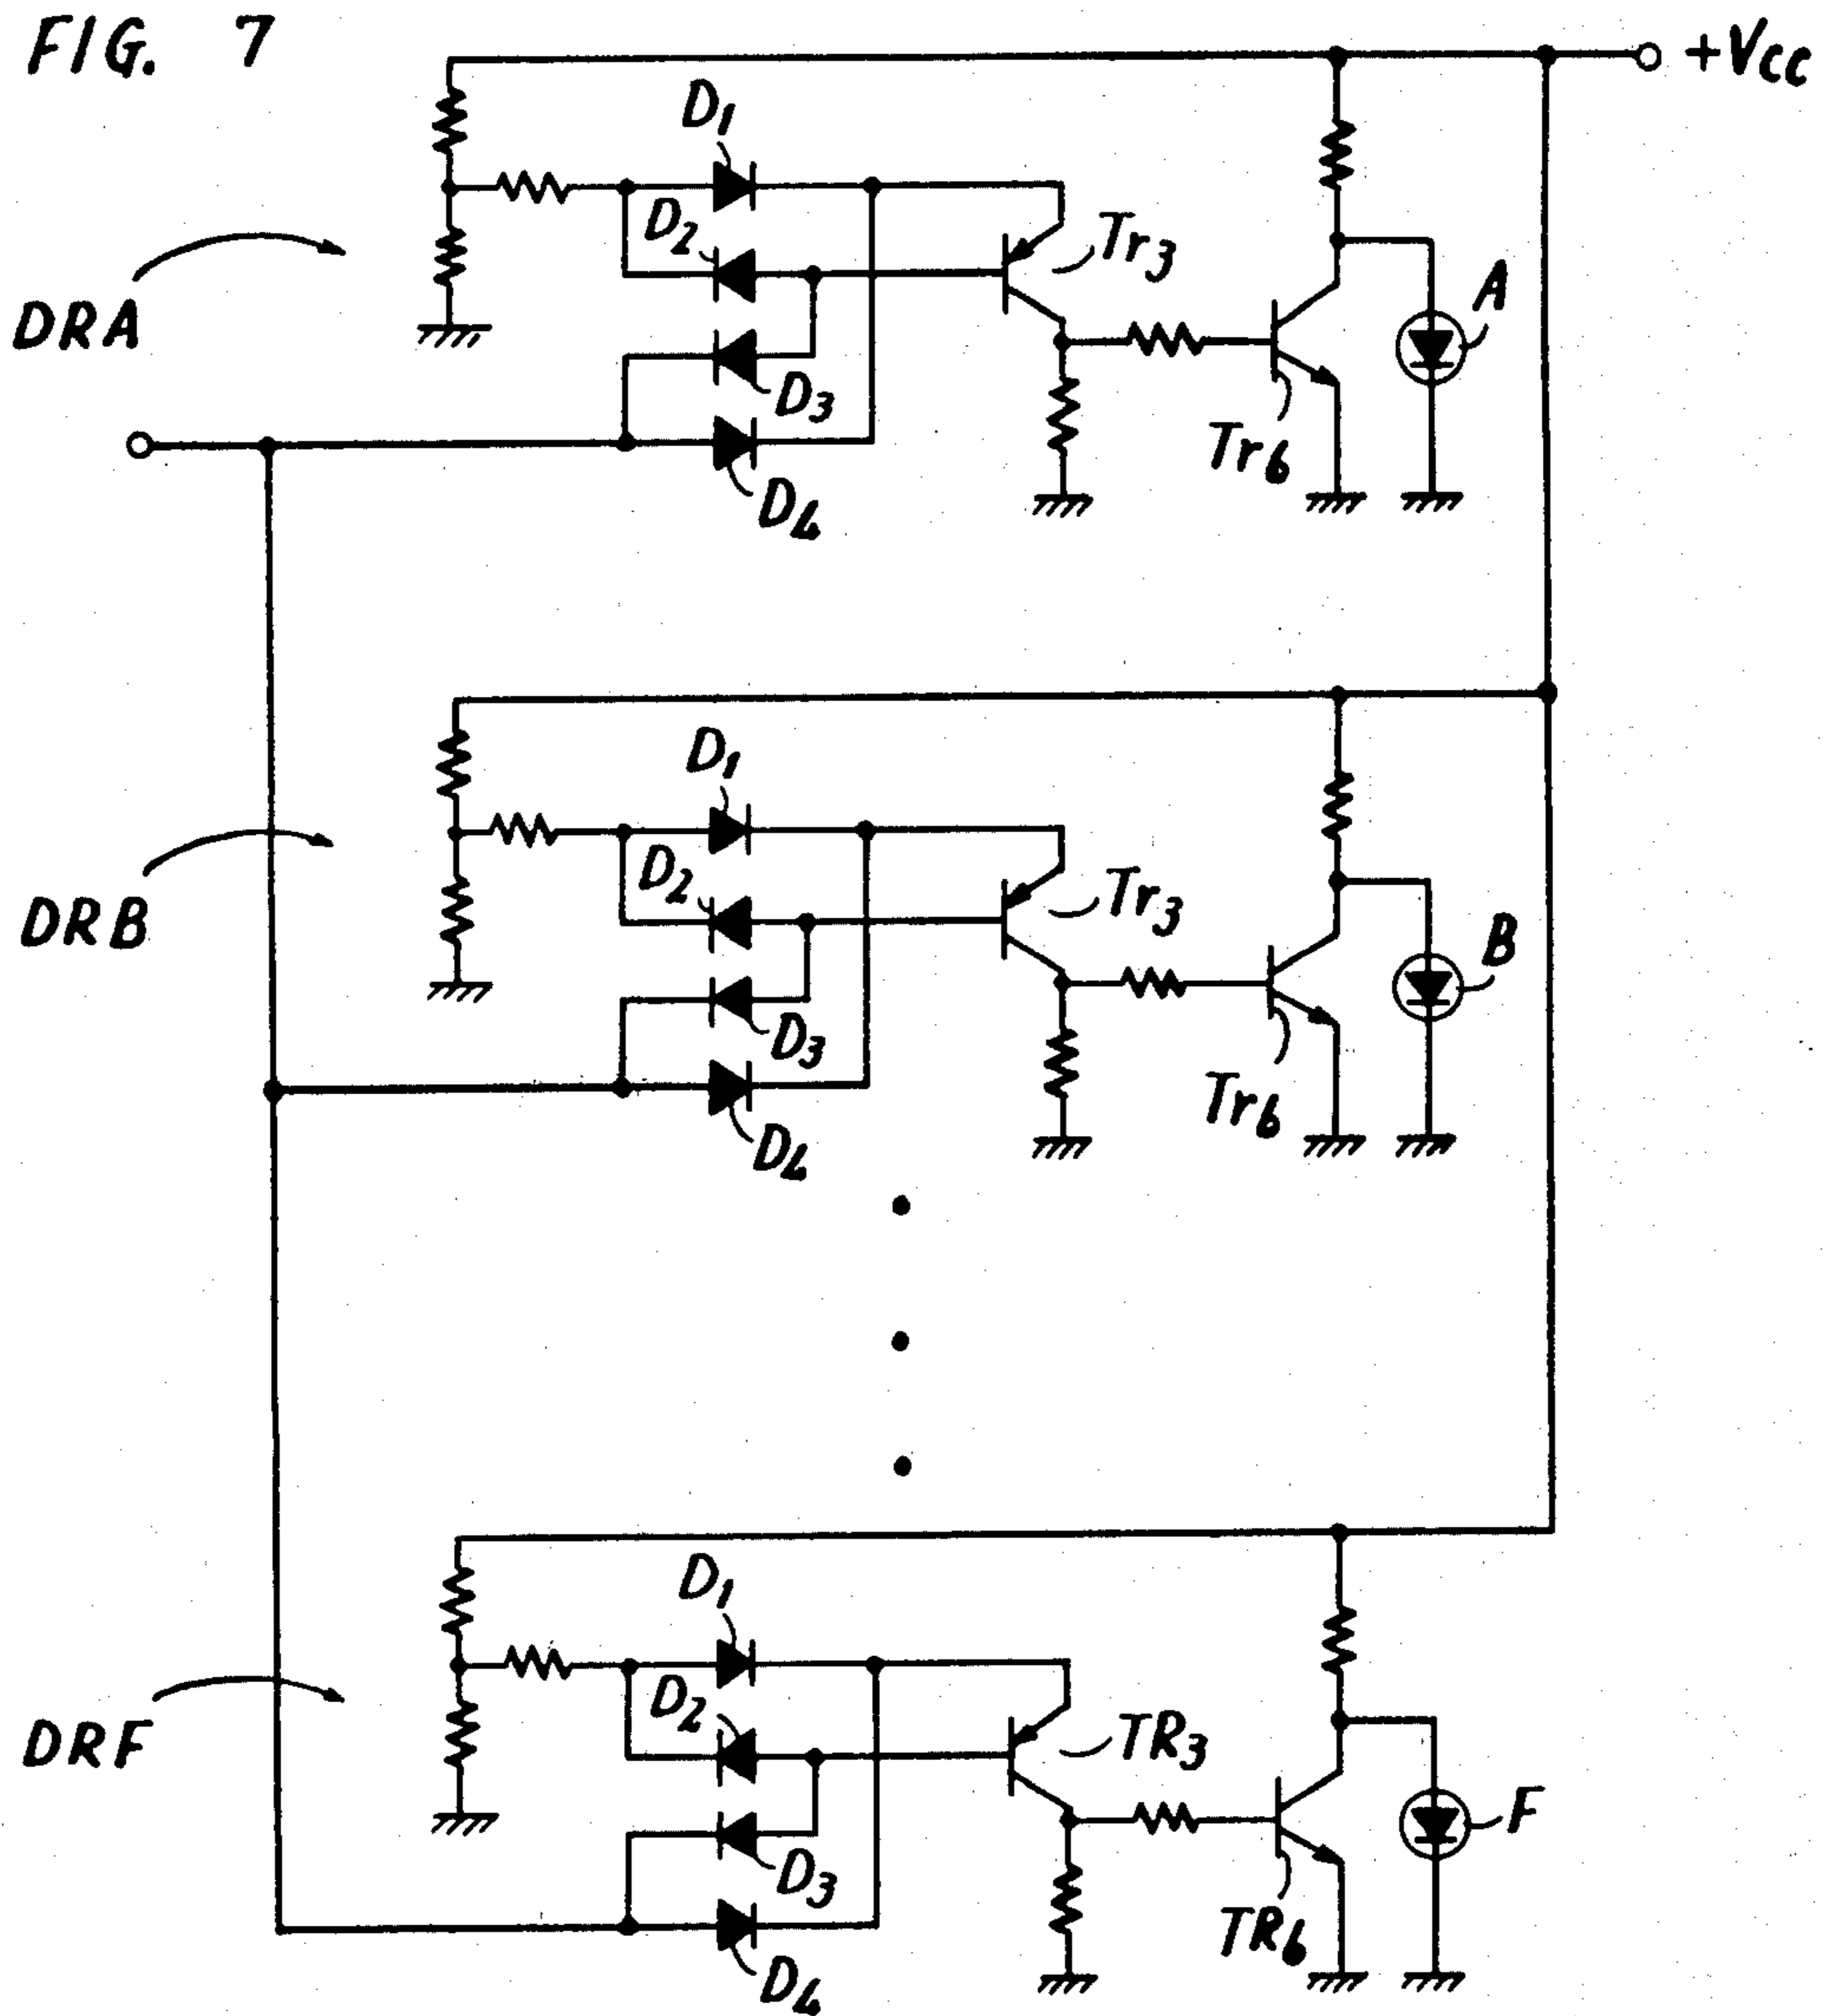 FIG. 7
+Vcc
D1
D2
Tr3
A
DRA
D3
Tr6
D4
D1
D2
Tr3
DRB
B
D3
Tr6
D4
D1
D2
TR3
DRF
F
D3
TR6
D4